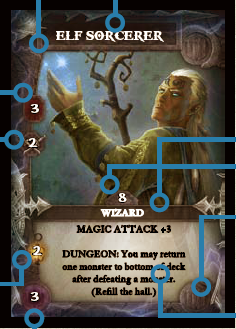 ELF SORCERER
3
2
8
WIZARD
MAGIC ATTACK +3
2
DUNGEON: You may return
one monster to bottom of deck
after defeating a monster.
(Refill the hall.)
3